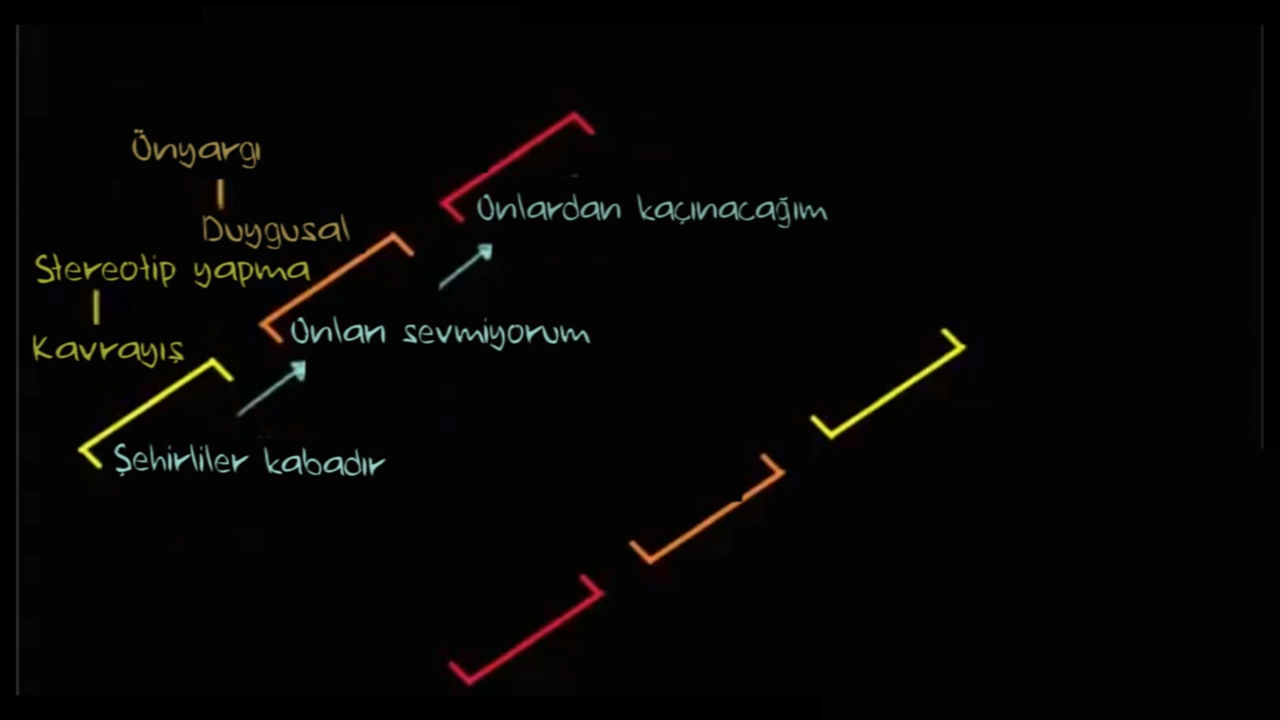 Önyargı
Duygusal
Stereotip yapma
Kavrayış
Onlardan kaçınacağım
Onları sevmiyorum
Şehirliler kabadır